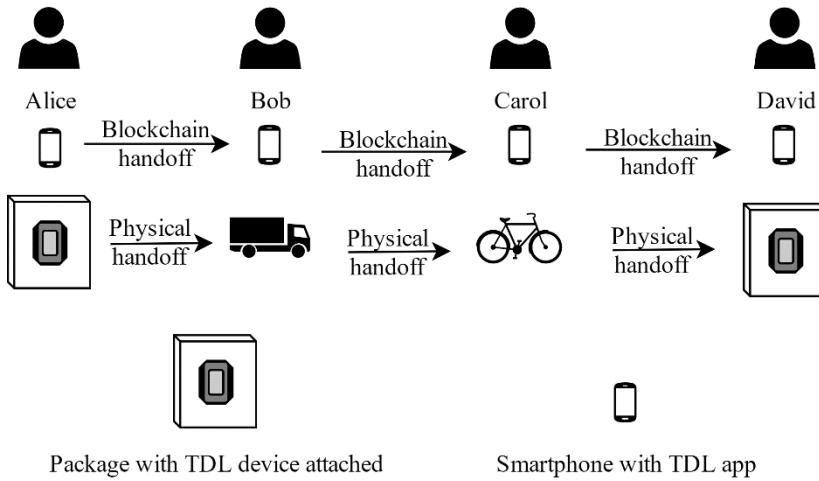 Alice
Bob
Carol
David
Blockchain
handoff
Blockchain
handoff
Blockchain
handoff
Physical
handoff
Physical
handoff
Physical
handoff
Package with TDL device attached
Smartphone with TDL app